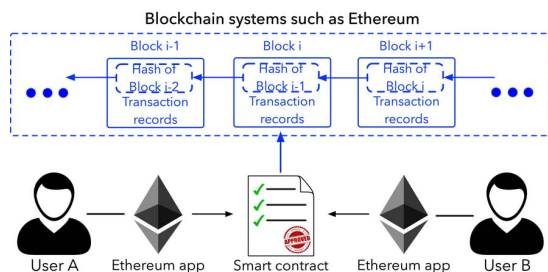 Blockchain systems such as Ethereum
Block i-1
Block i
Block i+1
Hash of
Block i-2
Transaction
records
Hash of
Block i-1
Transaction
records
Hash of
Block i
Transaction
records
APPROVED
User A
Ethereum app
Smart contract
Ethereum app
User B